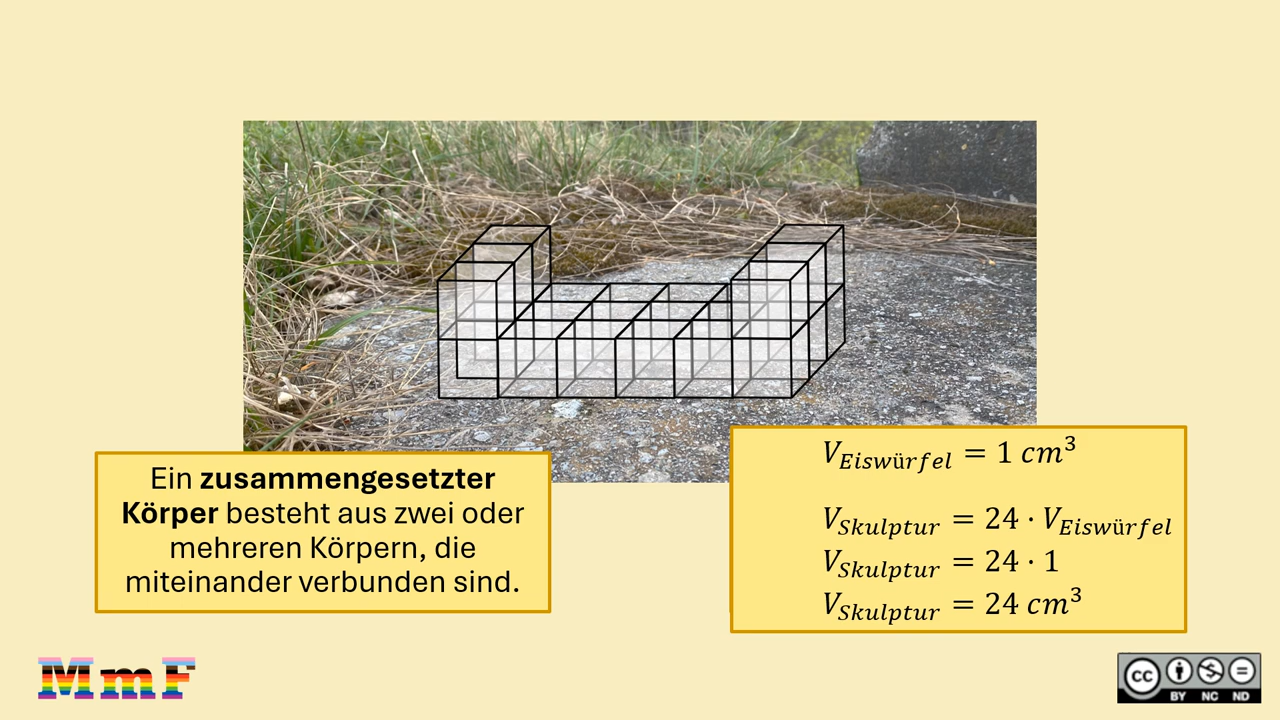 Ein zusammengesetzter
Körper besteht aus zwei oder
mehreren Körpern, die
miteinander verbunden sind.
V_Eiswürfel = 1 cm³
V_Skulptur = 24 · V_Eiswürfel
V_Skulptur = 24 · 1
V_Skulptur = 24 cm³
MmF
cc
BY NC ND